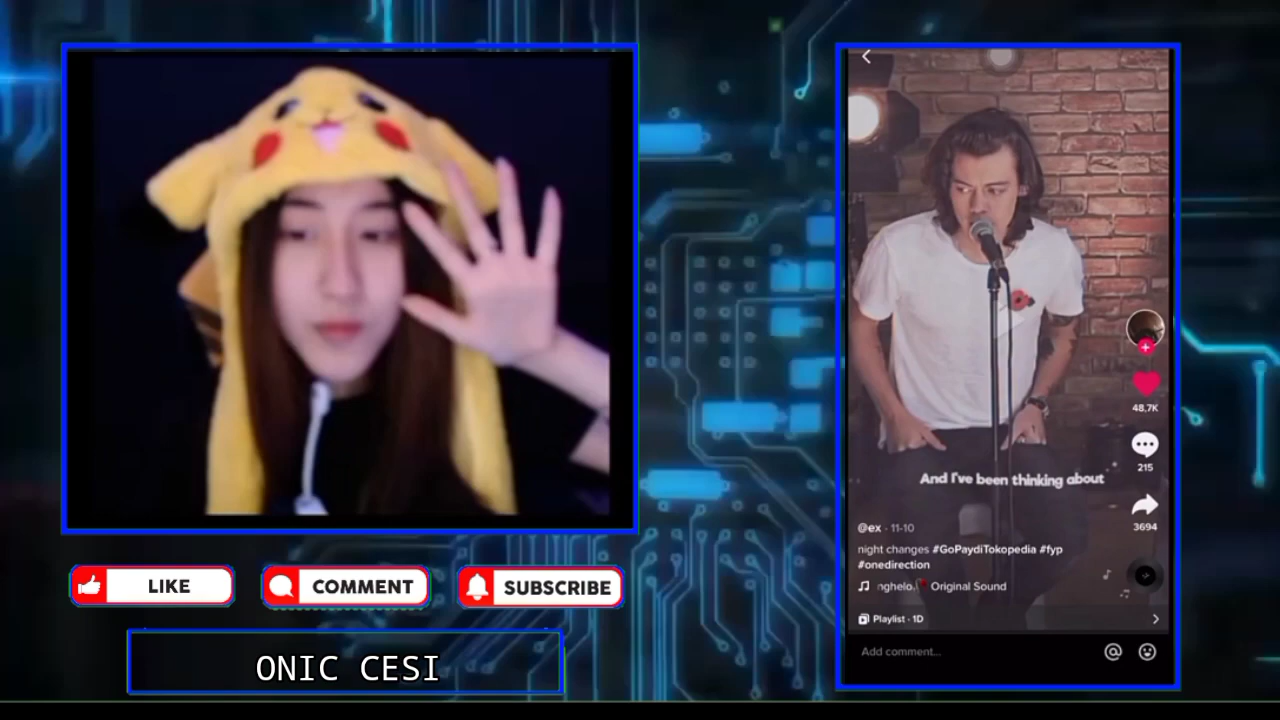 LIKE
COMMENT
SUBSCRIBE
ONIC CESI
48,7K
215
3694
And I've been thinking about
@ex · 11-10
night changes #GoPaydiTokopedia #fyp
#onedirection
nghelo. Original Sound
Playlist · 1D
Add comment...